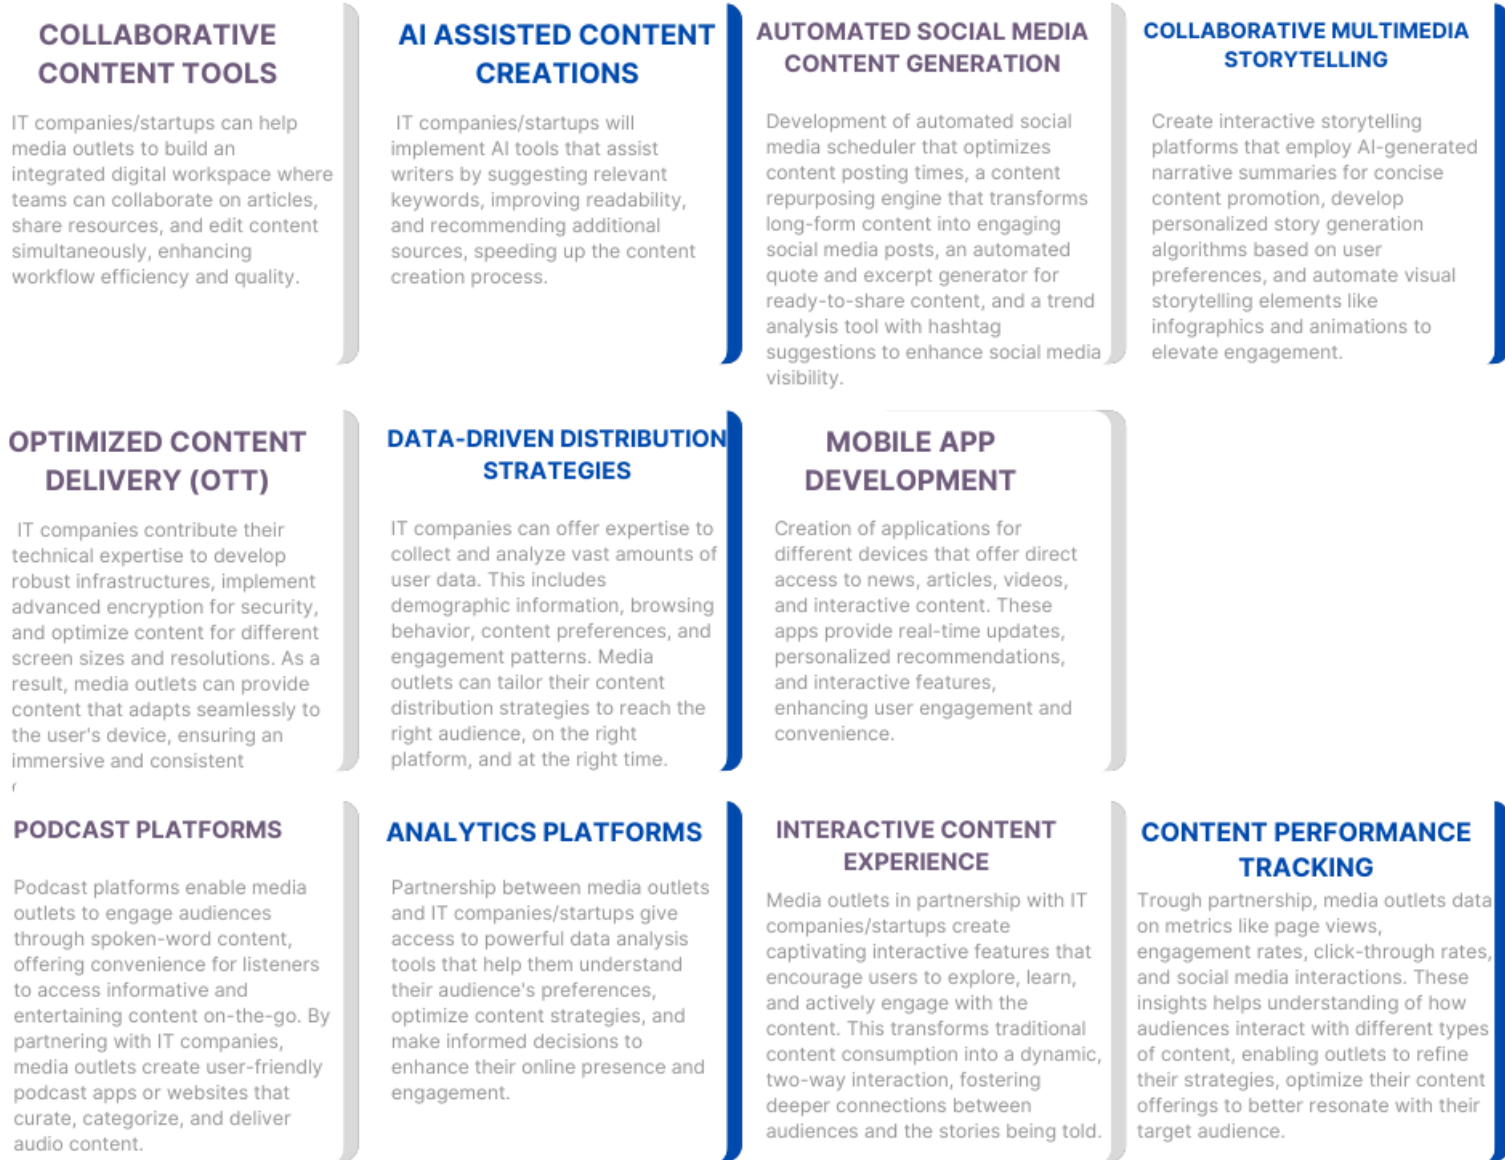 COLLABORATIVE
CONTENT TOOLS
IT companies/startups can help
media outlets to build an
integrated digital workspace where
teams can collaborate on articles,
share resources, and edit content
simultaneously, enhancing
workflow efficiency and quality.
AI ASSISTED CONTENT
CREATIONS
IT companies/startups will
implement AI tools that assist
writers by suggesting relevant
keywords, improving readability,
and recommending additional
sources, speeding up the content
creation process.
AUTOMATED SOCIAL MEDIA
CONTENT GENERATION
Development of automated social
media scheduler that optimizes
content posting times, a content
repurposing engine that transforms
long-form content into engaging
social media posts, an automated
quote and excerpt generator for
ready-to-share content, and a trend
analysis tool with hashtag
suggestions to enhance social media
visibility.
COLLABORATIVE MULTIMEDIA
STORYTELLING
Create interactive storytelling
platforms that employ AI-generated
narrative summaries for concise
content promotion, develop
personalized story generation
algorithms based on user
preferences, and automate visual
storytelling elements like
infographics and animations to
elevate engagement.
OPTIMIZED CONTENT
DELIVERY (OTT)
IT companies contribute their
technical expertise to develop
robust infrastructures, implement
advanced encryption for security,
and optimize content for different
screen sizes and resolutions. As a
result, media outlets can provide
content that adapts seamlessly to
the user's device, ensuring an
immersive and consistent
DATA-DRIVEN DISTRIBUTION
STRATEGIES
IT companies can offer expertise to
collect and analyze vast amounts of
user data. This includes
demographic information, browsing
behavior, content preferences, and
engagement patterns. Media
outlets can tailor their content
distribution strategies to reach the
right audience, on the right
platform, and at the right time.
MOBILE APP
DEVELOPMENT
Creation of applications for
different devices that offer direct
access to news, articles, videos,
and interactive content. These
apps provide real-time updates,
personalized recommendations,
and interactive features,
enhancing user engagement and
convenience.
PODCAST PLATFORMS
Podcast platforms enable media
outlets to engage audiences
through spoken-word content,
offering convenience for listeners
to access informative and
entertaining content on-the-go. By
partnering with IT companies,
media outlets create user-friendly
podcast apps or websites that
curate, categorize, and deliver
audio content.
ANALYTICS PLATFORMS
Partnership between media outlets
and IT companies/startups give
access to powerful data analysis
tools that help them understand
their audience's preferences,
optimize content strategies, and
make informed decisions to
enhance their online presence and
engagement.
INTERACTIVE CONTENT
EXPERIENCE
Media outlets in partnership with IT
companies/startups create
captivating interactive features that
encourage users to explore, learn,
and actively engage with the
content. This transforms traditional
content consumption into a dynamic,
two-way interaction, fostering
deeper connections between
audiences and the stories being told.
CONTENT PERFORMANCE
TRACKING
Trough partnership, media outlets data
on metrics like page views,
engagement rates, click-through rates,
and social media interactions. These
insights helps understanding of how
audiences interact with different types
of content, enabling outlets to refine
their strategies, optimize their content
offerings to better resonate with their
target audience.